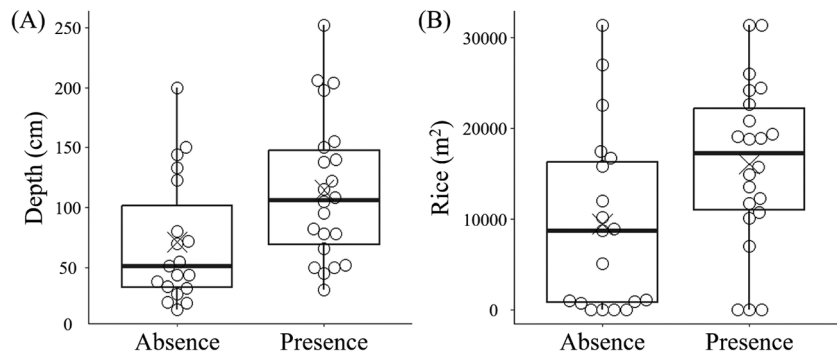 (A)
Depth (cm)
250
200
150
100
50
0
Absence
Presence
(B)
Rice (m²)
30000
20000
10000
0
Absence
Presence